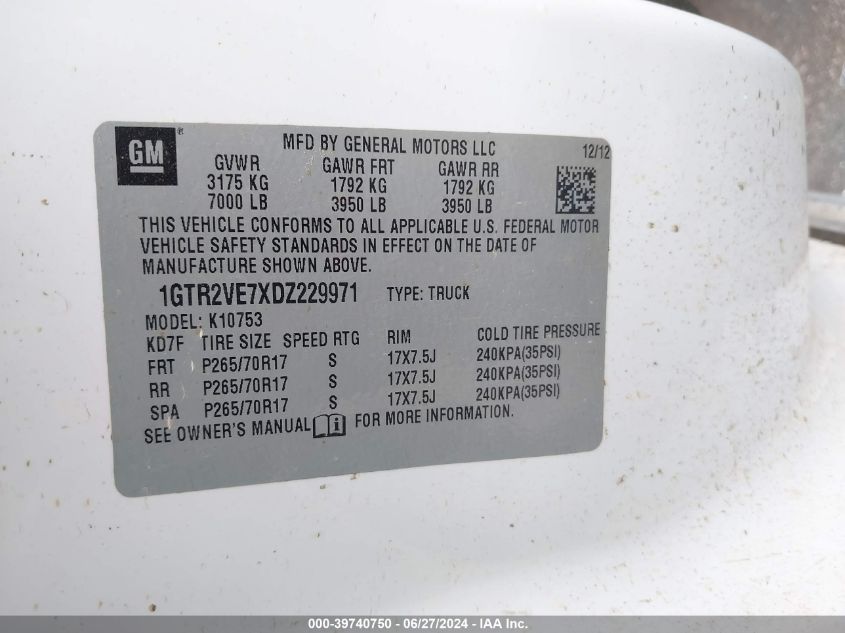 GM®
MFD BY GENERAL MOTORS LLC
12/12
GVWR GAWR FRT GAWR RR
3175 KG 1792 KG 1792 KG
7000 LB 3950 LB 3950 LB
THIS VEHICLE CONFORMS TO ALL APPLICABLE U.S. FEDERAL MOTOR
VEHICLE SAFETY STANDARDS IN EFFECT ON THE DATE OF
MANUFACTURE SHOWN ABOVE.
1GTR2VE7XDZ229971 TYPE: TRUCK
MODEL: K10753
KD7F TIRE SIZE SPEED RTG RIM COLD TIRE PRESSURE
FRT P265/70R17 S 17X7.5J 240KPA(35PSI)
RR P265/70R17 S 17X7.5J 240KPA(35PSI)
SPA P265/70R17 S 17X7.5J 240KPA(35PSI)
SEE OWNER'S MANUAL i FOR MORE INFORMATION.
000-39740750 / 06/27/2024 - IAA Inc.